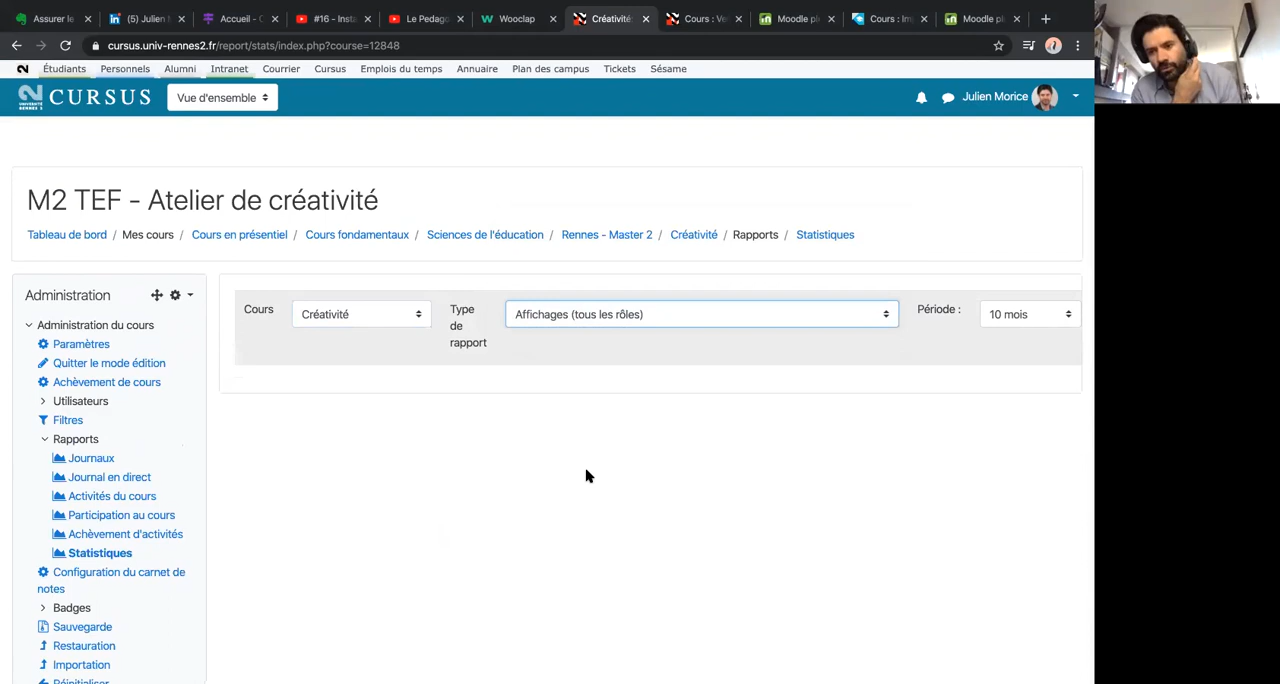 Assurer le
(5) Julien M
Accueil - C
#16 - Insta
Le Pedago
Wooclap
Créativité
Cours : Ver
Moodle pl
Cours : Im
Moodle pl
cursus.univ-rennes2.fr/report/stats/index.php?course=12848
Étudiants Personnels Alumni Intranet Courrier Cursus Emplois du temps Annuaire Plan des campus Tickets Sésame
UNIVERSITÉ RENNES 2
CURSUS
Vue d'ensemble
Julien Morice
M2 TEF - Atelier de créativité
Tableau de bord / Mes cours / Cours en présentiel / Cours fondamentaux / Sciences de l'éducation / Rennes - Master 2 / Créativité / Rapports / Statistiques
Administration
Administration du cours
Paramètres
Quitter le mode édition
Achèvement de cours
Utilisateurs
Filtres
Rapports
Journaux
Journal en direct
Activités du cours
Participation au cours
Achèvement d'activités
Statistiques
Configuration du carnet de
notes
Badges
Sauvegarde
Restauration
Importation
Réinitialiser
Cours
Créativité
Type
de
rapport
Affichages (tous les rôles)
Période :
10 mois